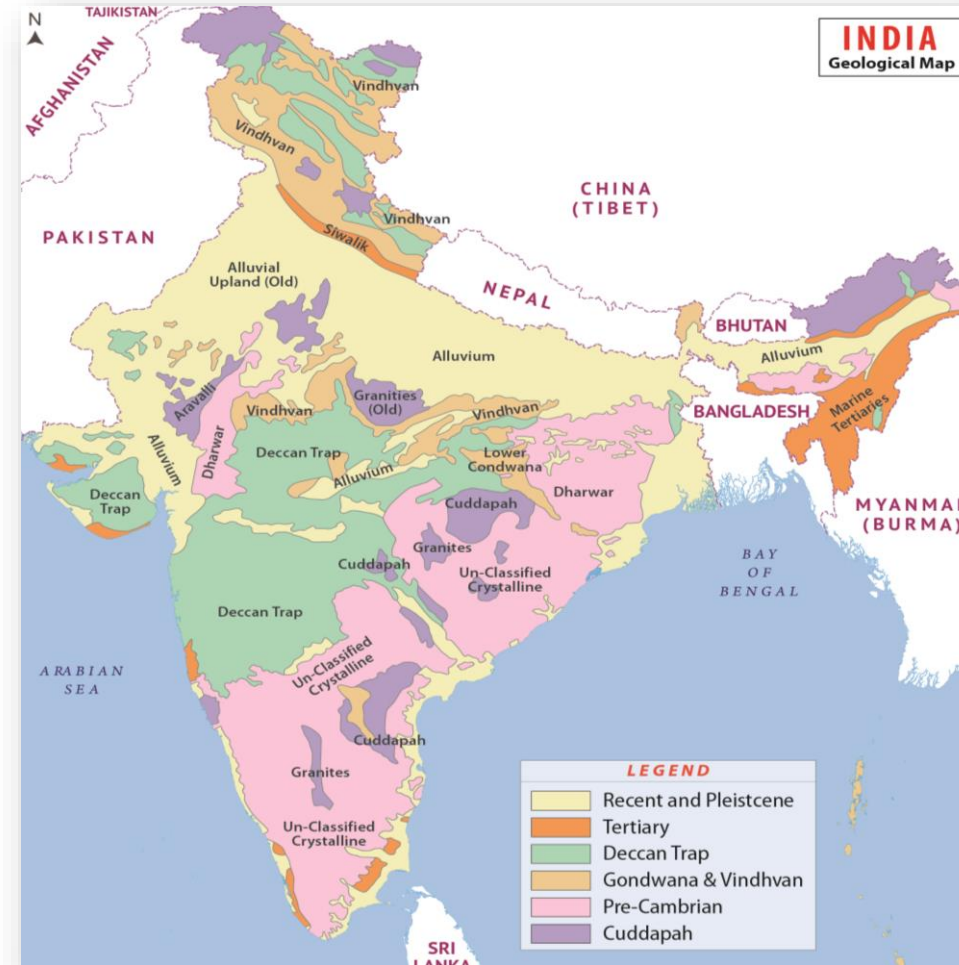 N
TAJIKISTAN
AFGHANISTAN
INDIA
Geological Map
Vindhvan
Vindhvan
CHINA
(TIBET)
Vindhvan
PAKISTAN
Siwalik
Alluvial
Upland (Old)
NEPAL
BHUTAN
Alluvium
Alluvium
Aravalli
Granities
(Old)
Vindhvan
Vindhvan
BANGLADESH
Marine
Tertiaries
Alluvium
Dharwar
Deccan Trap
Alluvium
Lower
Condwana
Dharwar
Deccan
Trap
Cuddapah
MYANMAR
(BURMA)
Granites
Cuddapah
Un-Classified
Crystalline
BAY
OF
BENGAL
Deccan Trap
ARABIAN
SEA
Un-Classified
Crystalline
Cuddapah
Granites
Un-Classified
Crystalline
LEGEND
Recent and Pleistcene
Tertiary
Deccan Trap
Gondwana & Vindhvan
Pre-Cambrian
Cuddapah
SRI
LANKA